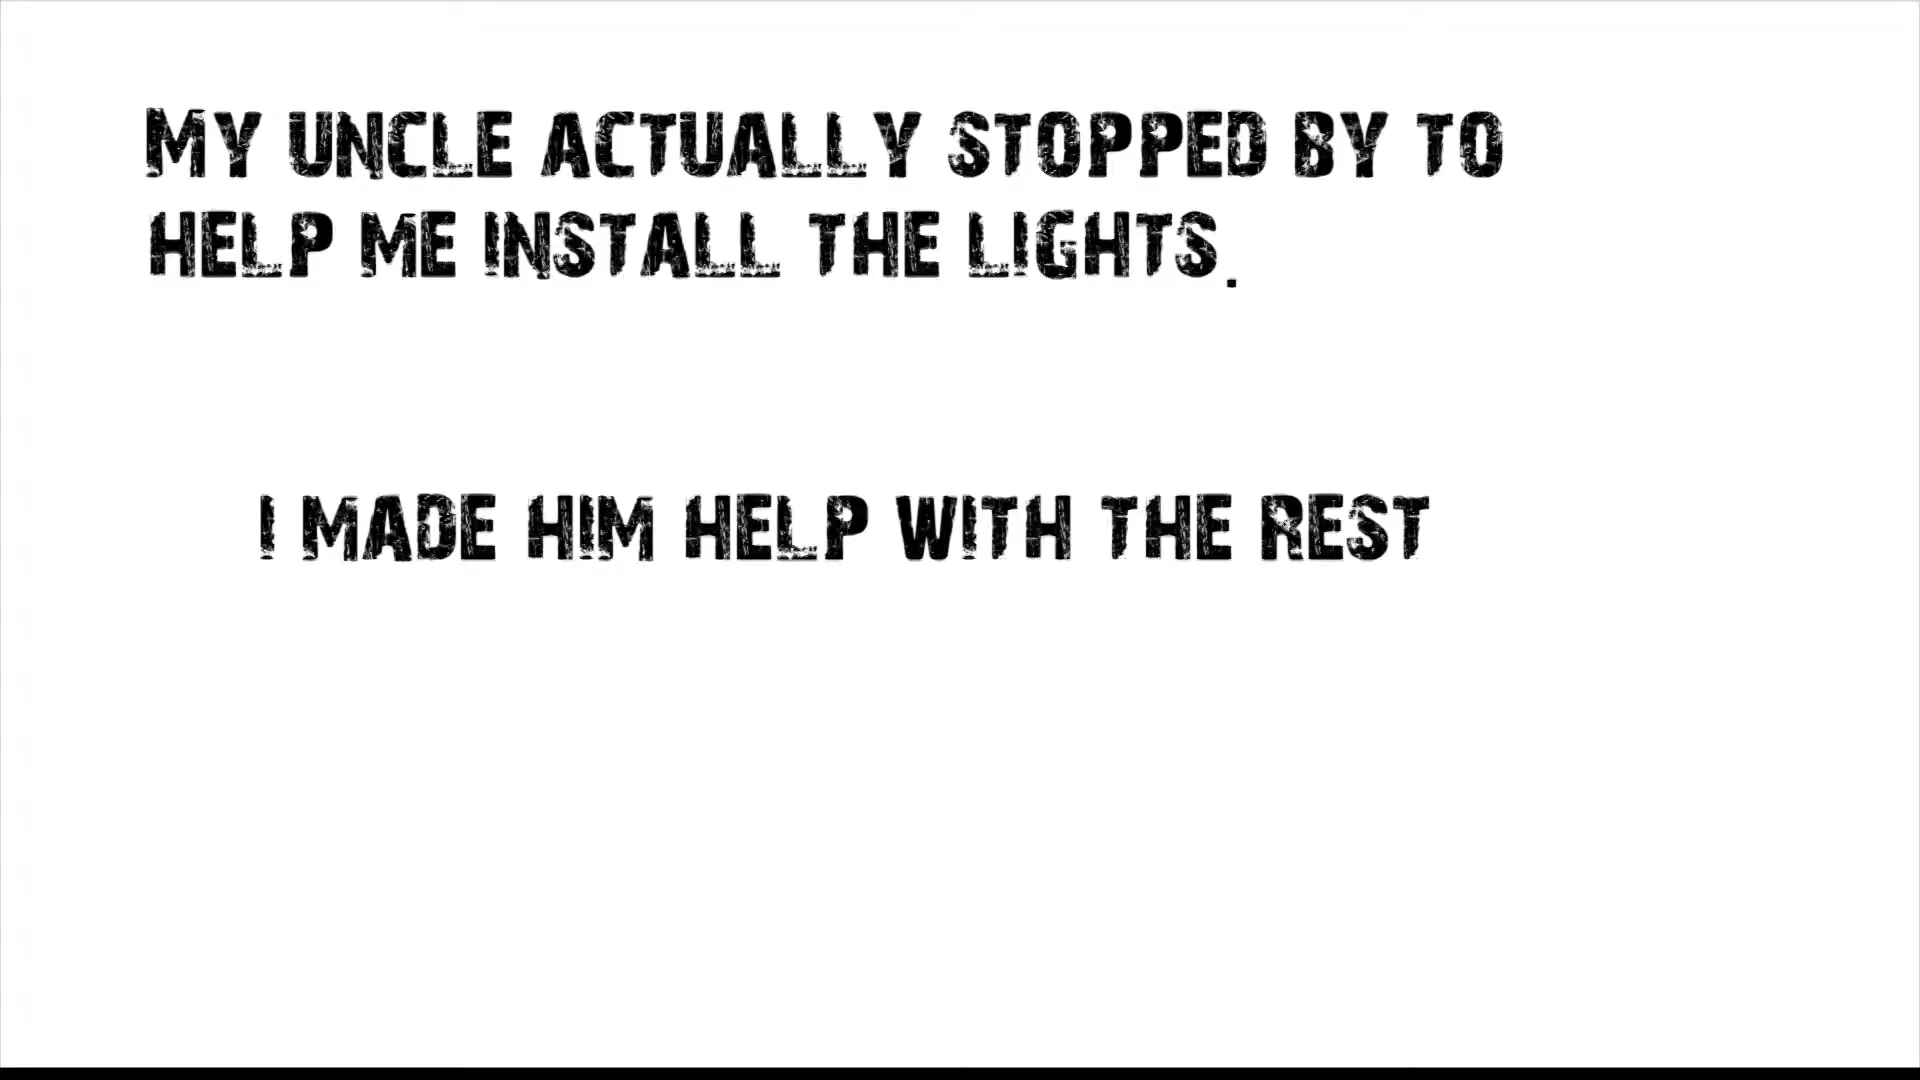 MY UNCLE ACTUALLY STOPPED BY TO
HELP ME INSTALL THE LIGHTS.
I MADE HIM HELP WITH THE REST